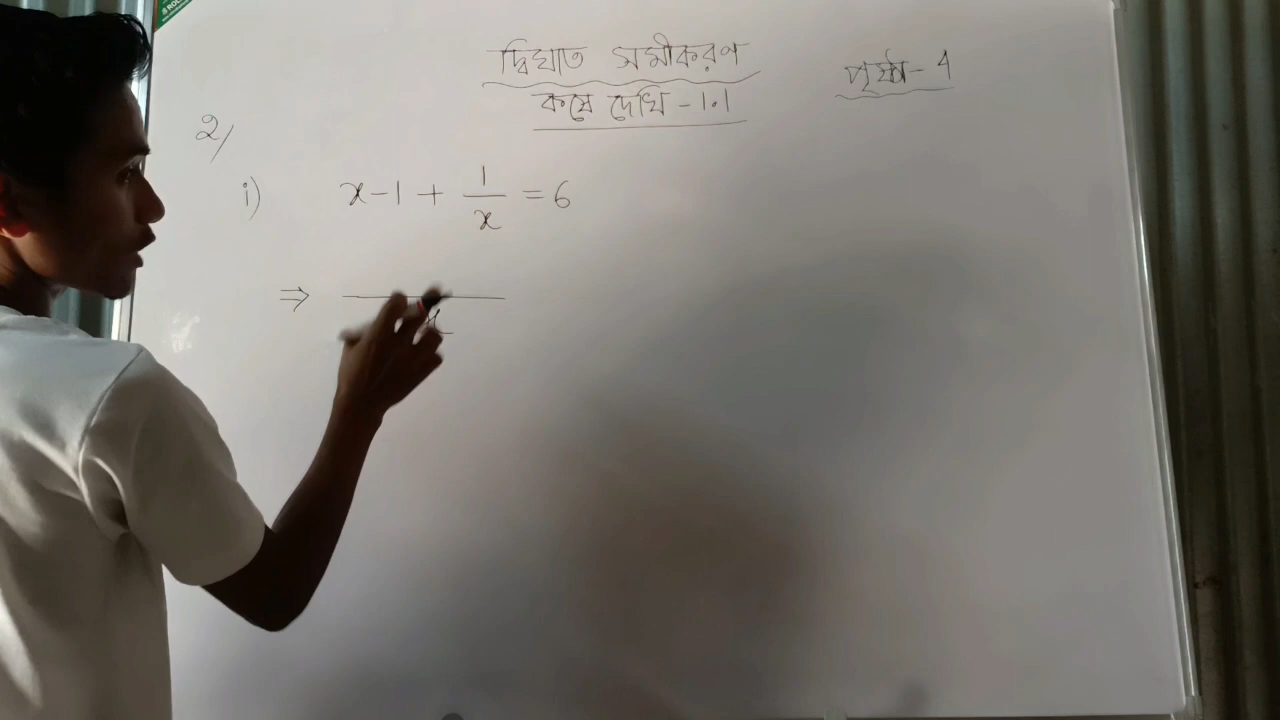 দ্বিঘাত সমীকরণ
পৃষ্ঠা - 4
কষে দেখি - 1.1
2/
i) x - 1 + 1/x = 6
⇒ x